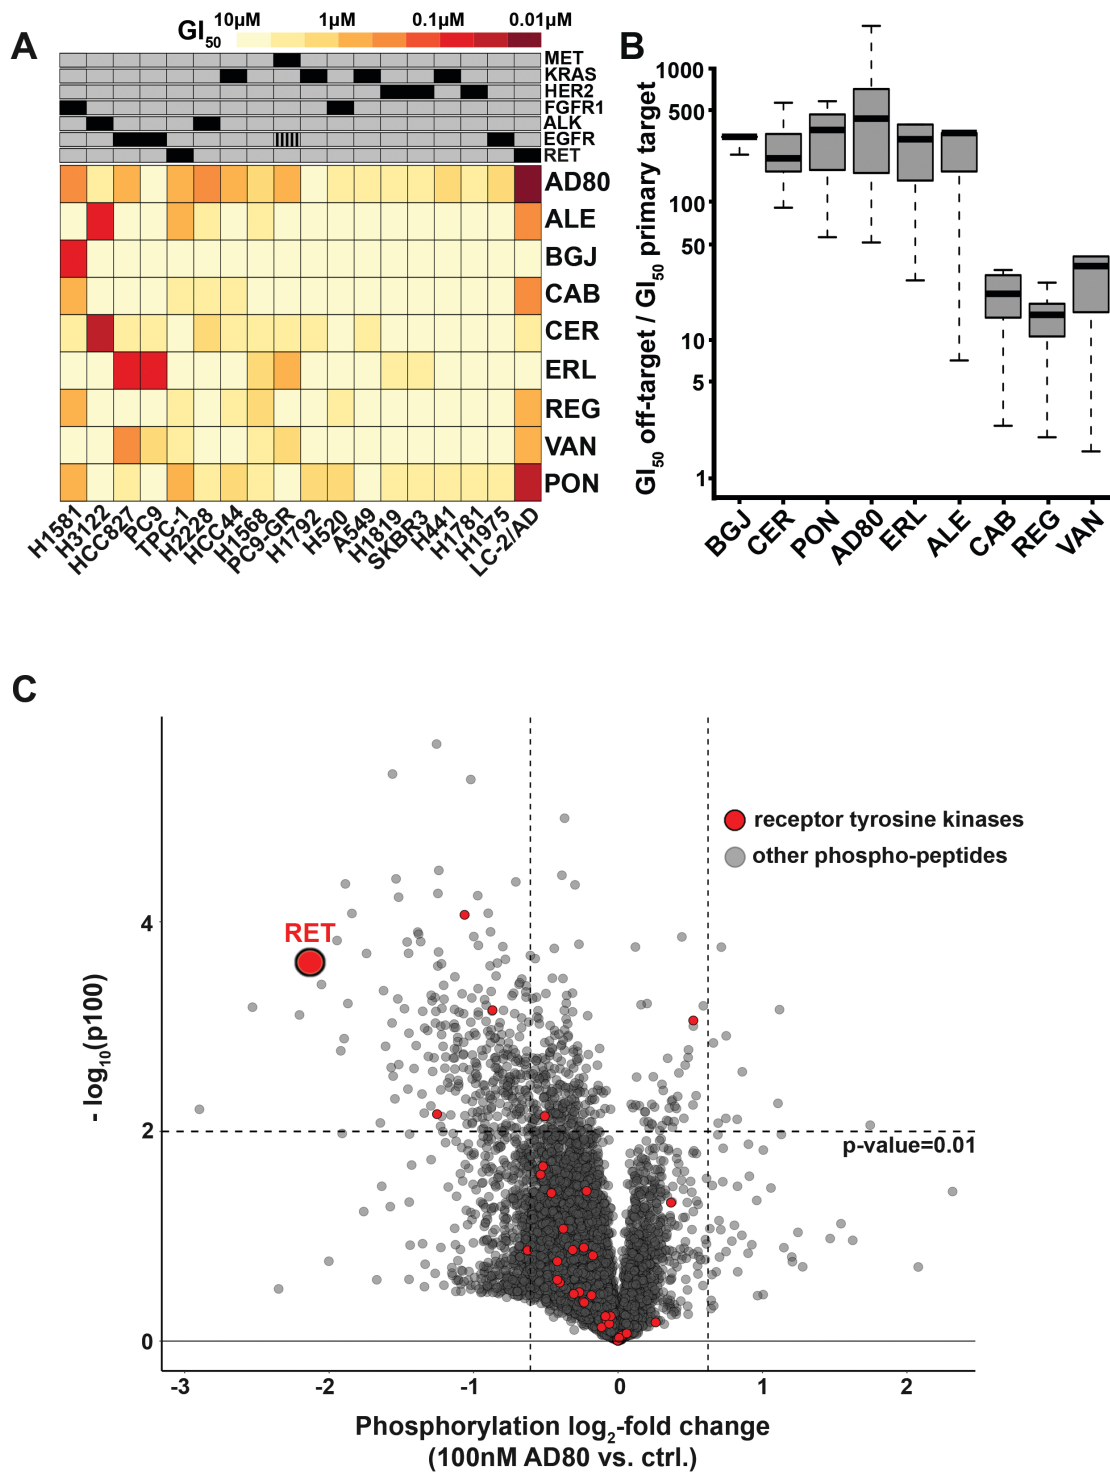 A
GI50
10µM 1µM 0.1µM 0.01µM
MET
KRAS
HER2
FGFR1
ALK
EGFR
RET
AD80
ALE
BGJ
CAB
CER
ERL
REG
VAN
PON
H1581
H3122
HCC827
PC9
TPC-1
H2228
HCC44
H1568
PC9-GR
H1792
H520
A549
H1819
SKBR3
H441
H1781
H1975
LC-2/AD
B
GI50 off-target / GI50 primary target
1000
500
100
50
10
5
1
BGJ
CER
PON
AD80
ERL
ALE
CAB
REG
VAN
C
receptor tyrosine kinases
other phospho-peptides
RET
p-value=0.01
- log10(p100)
4
2
0
-3 -2 -1 0 1 2
Phosphorylation log2-fold change
(100nM AD80 vs. ctrl.)